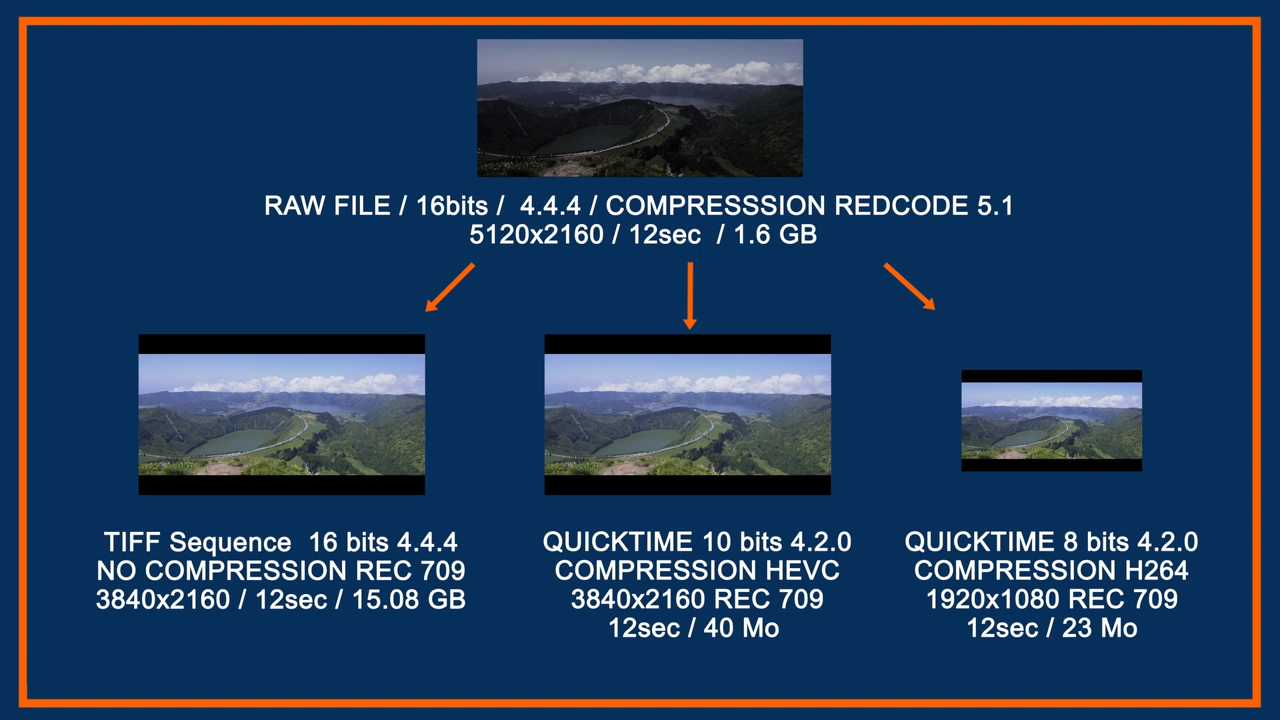 RAW FILE / 16bits /  4.4.4 / COMPRESSSION REDCODE 5.1
5120x2160 / 12sec  / 1.6 GB
TIFF Sequence  16 bits 4.4.4
NO COMPRESSION REC 709
3840x2160 / 12sec / 15.08 GB
QUICKTIME 10 bits 4.2.0
COMPRESSION HEVC
3840x2160 REC 709
12sec / 40 Mo
QUICKTIME 8 bits 4.2.0
COMPRESSION H264
1920x1080 REC 709
12sec / 23 Mo